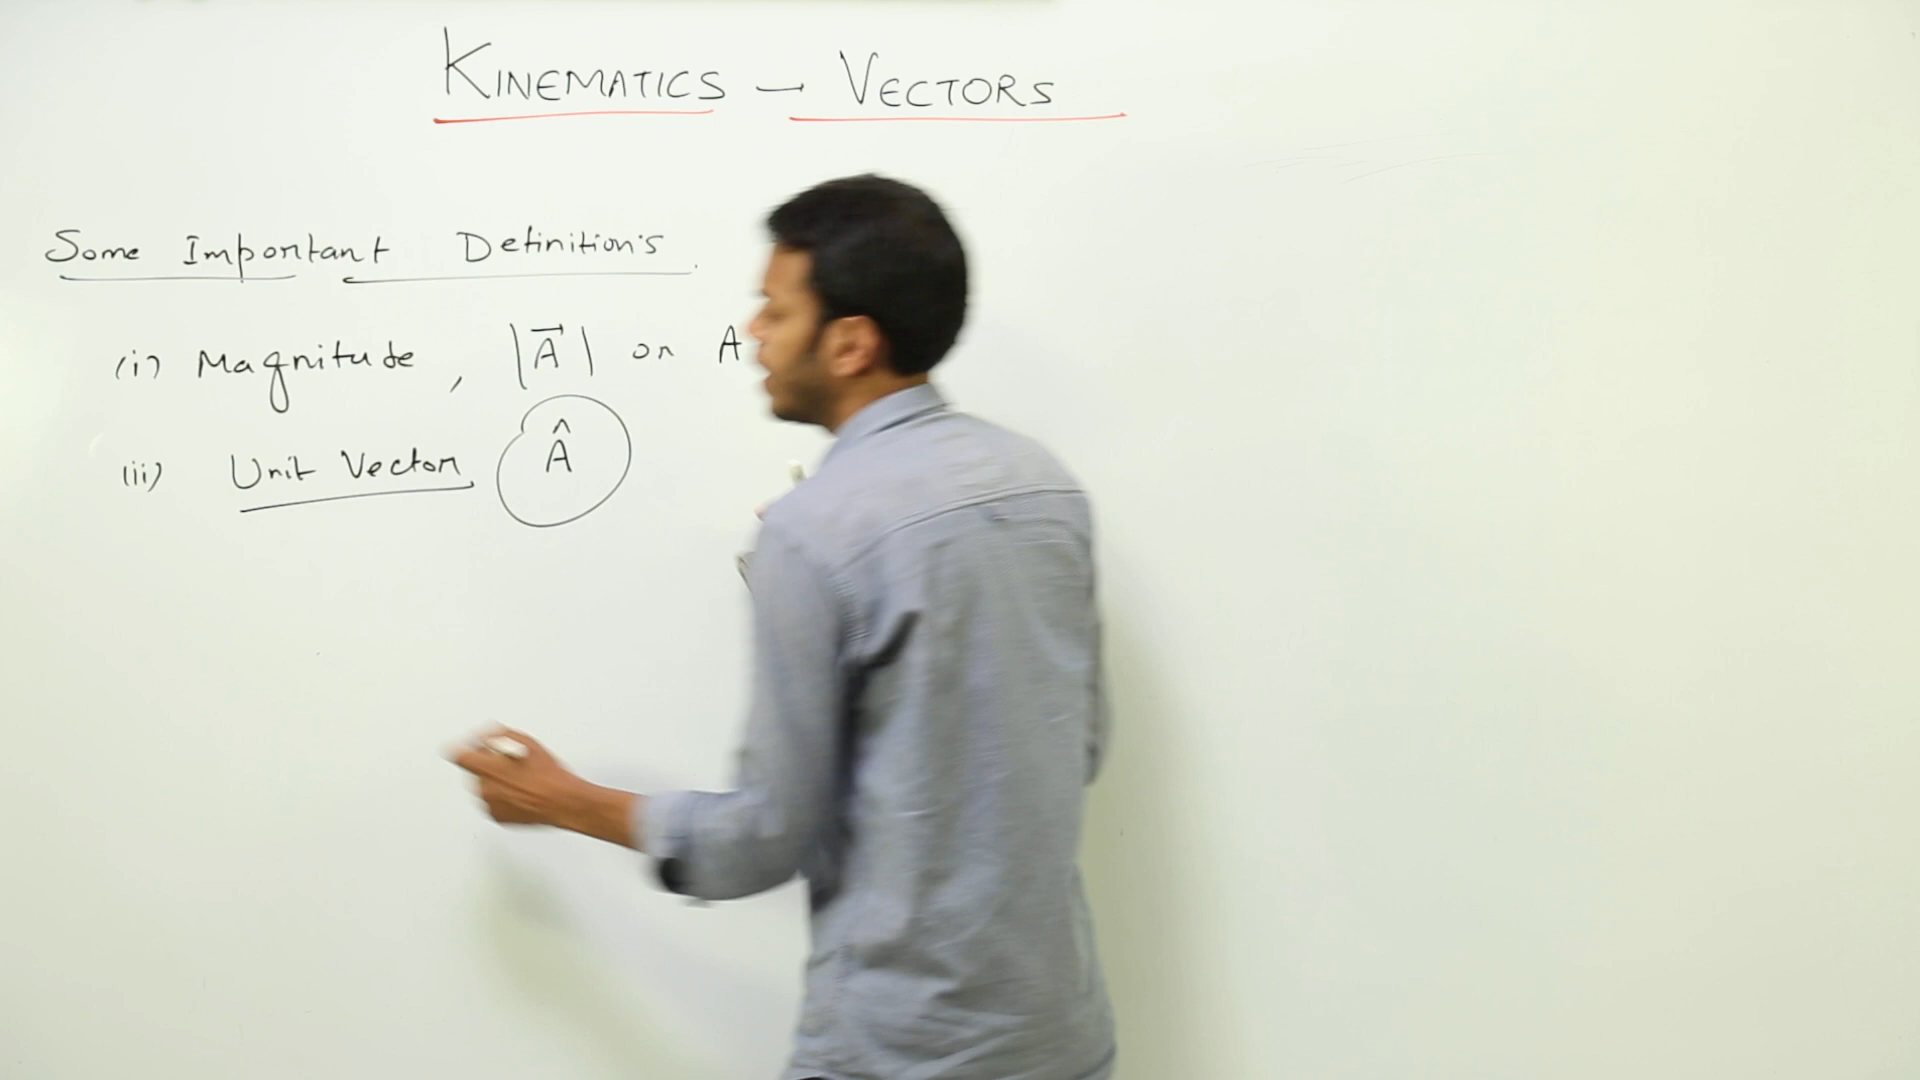 KINEMATICS – VECTORS
Some Important Definition's
(i) Magnitude, |A⃗| or A
(ii) Unit Vector Â